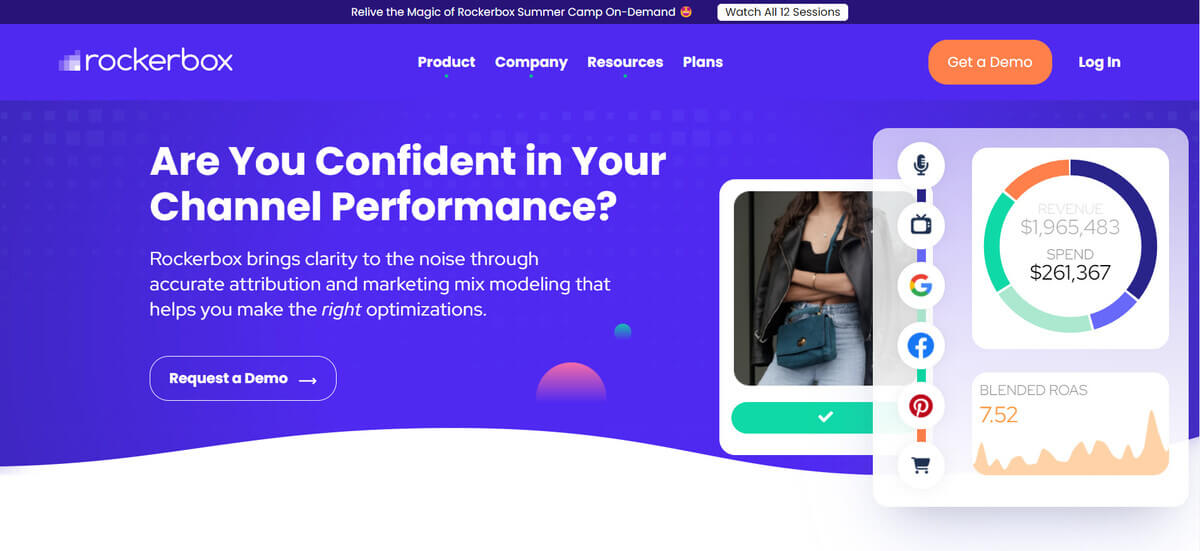 Relive the Magic of Rockerbox Summer Camp On-Demand 🤩
Watch All 12 Sessions
rockerbox
Product
Company
Resources
Plans
Get a Demo
Log In
Are You Confident in Your
Channel Performance?
Rockerbox brings clarity to the noise through
accurate attribution and marketing mix modeling that
helps you make the right optimizations.
Request a Demo →
REVENUE
$1,965,483
SPEND
$261,367
BLENDED ROAS
7.52